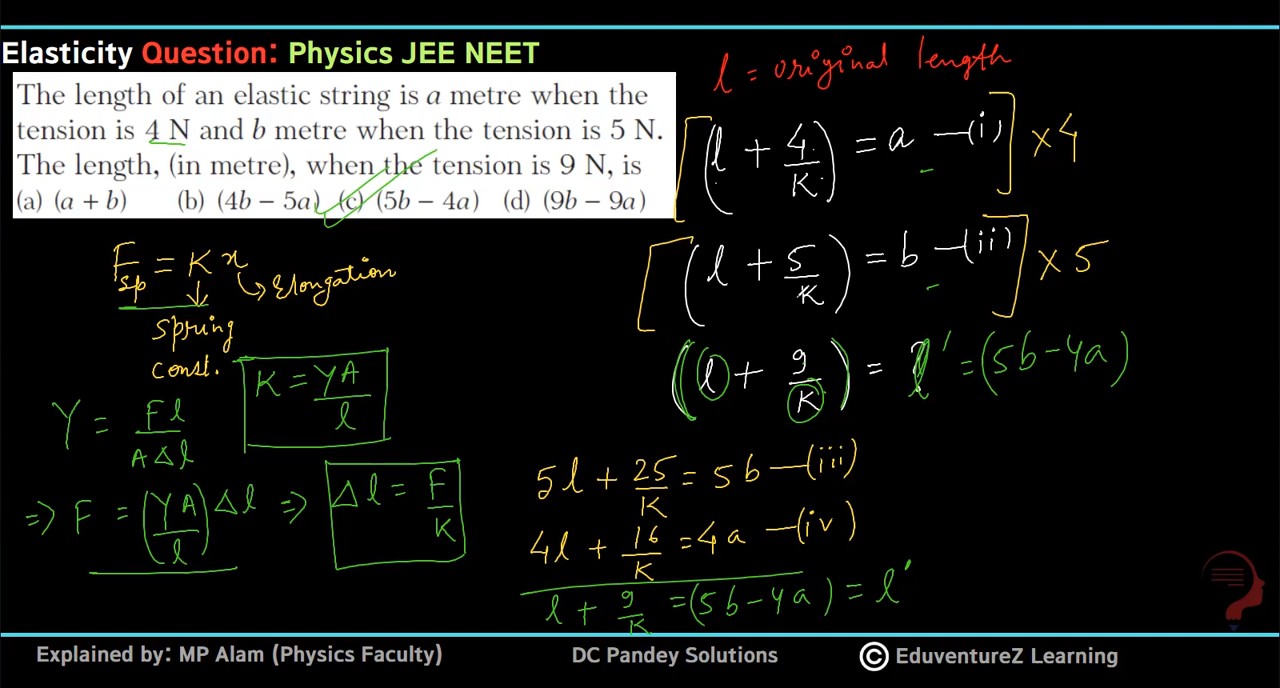 Elasticity Question: Physics JEE NEET
The length of an elastic string is a metre when the
tension is 4 N and b metre when the tension is 5 N.
The length, (in metre), when the tension is 9 N, is
(a) (a + b) (b) (4b − 5a) (c) (5b − 4a) (d) (9b − 9a)
F_sp = K x
Elongation
Spring
const.
K = YA/l
Y = Fl/AΔl
⇒ F = (YA/l) Δl ⇒ Δl = F/K
l = original length
[(l + 4/K) = a —(i)] × 4
[(l + 5/K) = b —(ii)] × 5
(l + 9/K) = l' = (5b − 4a)
5l + 25/K = 5b —(iii)
4l + 16/K = 4a —(iv)
l + 9/K = (5b − 4a) = l'
Explained by: MP Alam (Physics Faculty)
DC Pandey Solutions
© EduventureZ Learning